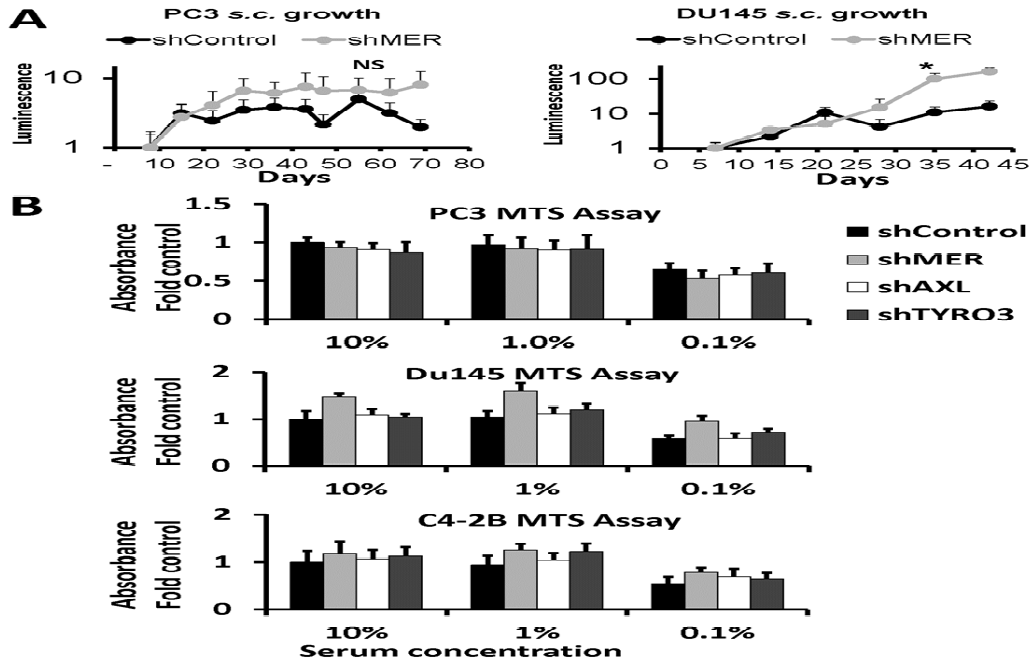 A
PC3 s.c. growth
shControl shMER
NS
10
1
Luminescence
– 10 20 30 40 50 60 70 80
Days
DU145 s.c. growth
shControl shMER
*
100
10
1
Luminescence
0 5 10 15 20 25 30 35 40 45
Days
B
PC3 MTS Assay
Absorbance
Fold control
1.5
1
0.5
0
10% 1.0% 0.1%
shControl
shMER
shAXL
shTYRO3
Du145 MTS Assay
Absorbance
Fold control
2
1
0
10% 1% 0.1%
C4-2B MTS Assay
Absorbance
Fold control
2
1
0
10% 1% 0.1%
Serum concentration